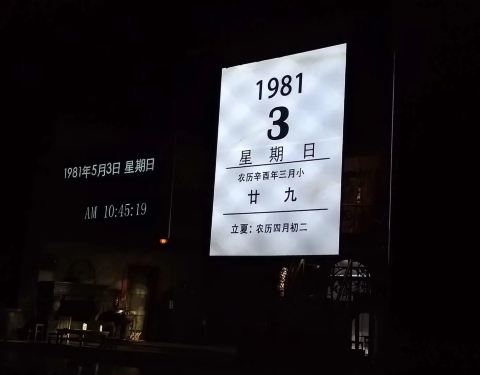 1981年5月3日 星期日
AM 10:45:19
1981
3
星期日
农历辛酉年三月小
廿九
立夏：农历四月初二